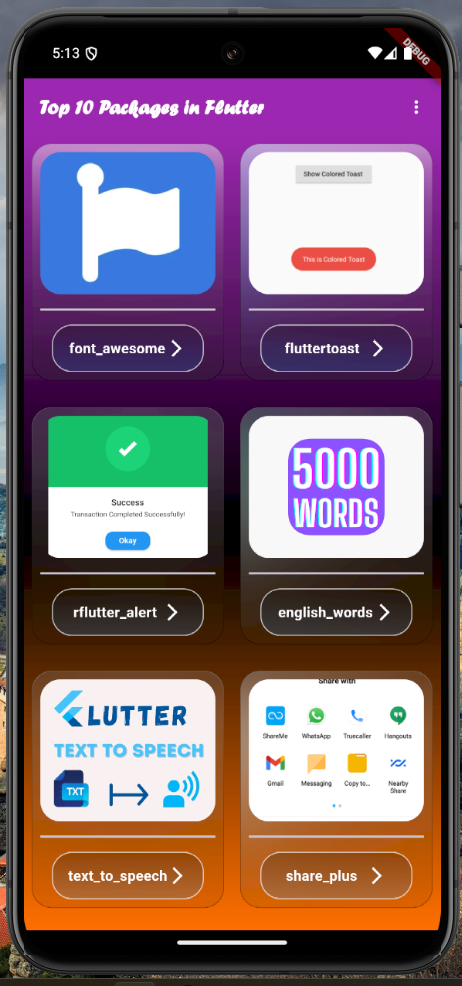 5:13
DEBUG
Top 10 Packages in Flutter
Show Colored Toast
This is Colored Toast
font_awesome
fluttertoast
Success
Transaction Completed Successfully!
Okay
5000
WORDS
rflutter_alert
english_words
LUTTER
TEXT TO SPEECH
TXT
Share with
ShareMe WhatsApp Truecaller Hangouts
Gmail Messaging Copy to... Nearby
Share
text_to_speech
share_plus